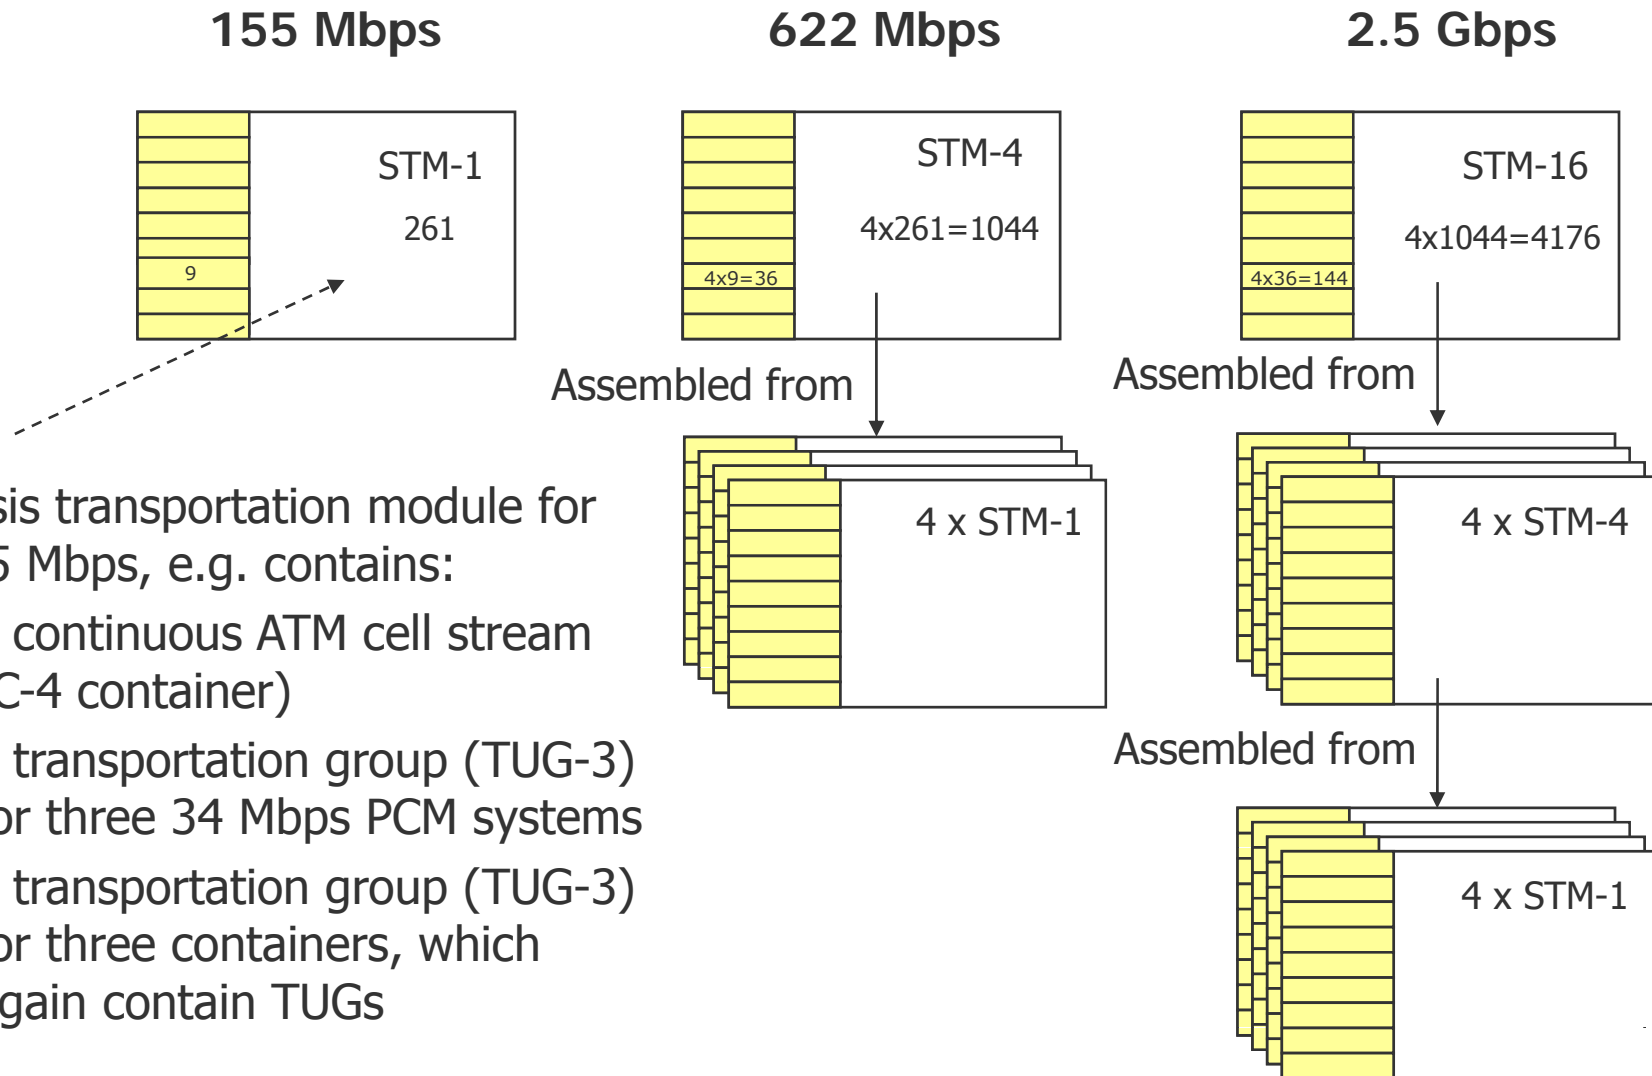 155 Mbps
622 Mbps
2.5 Gbps
STM-1
261
9
STM-4
4x261=1044
4x9=36
STM-16
4x1044=4176
4x36=144
Assembled from
Assembled from
4 x STM-1
4 x STM-4
Assembled from
4 x STM-1
sis transportation module for
5 Mbps, e.g. contains:
continuous ATM cell stream
C-4 container)
transportation group (TUG-3)
or three 34 Mbps PCM systems
transportation group (TUG-3)
or three containers, which
gain contain TUGs